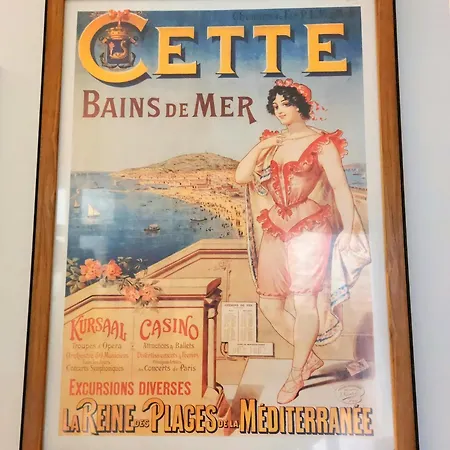 CETTE
BAINS DE MER
KURSAAL
Troupes d'Opéra
CASINO
Attractions & Ballets
Concerts Symphoniques
Concerts de Paris
EXCURSIONS DIVERSES
LA REINE DES PLAGES DE LA MÉDITERRANÉE